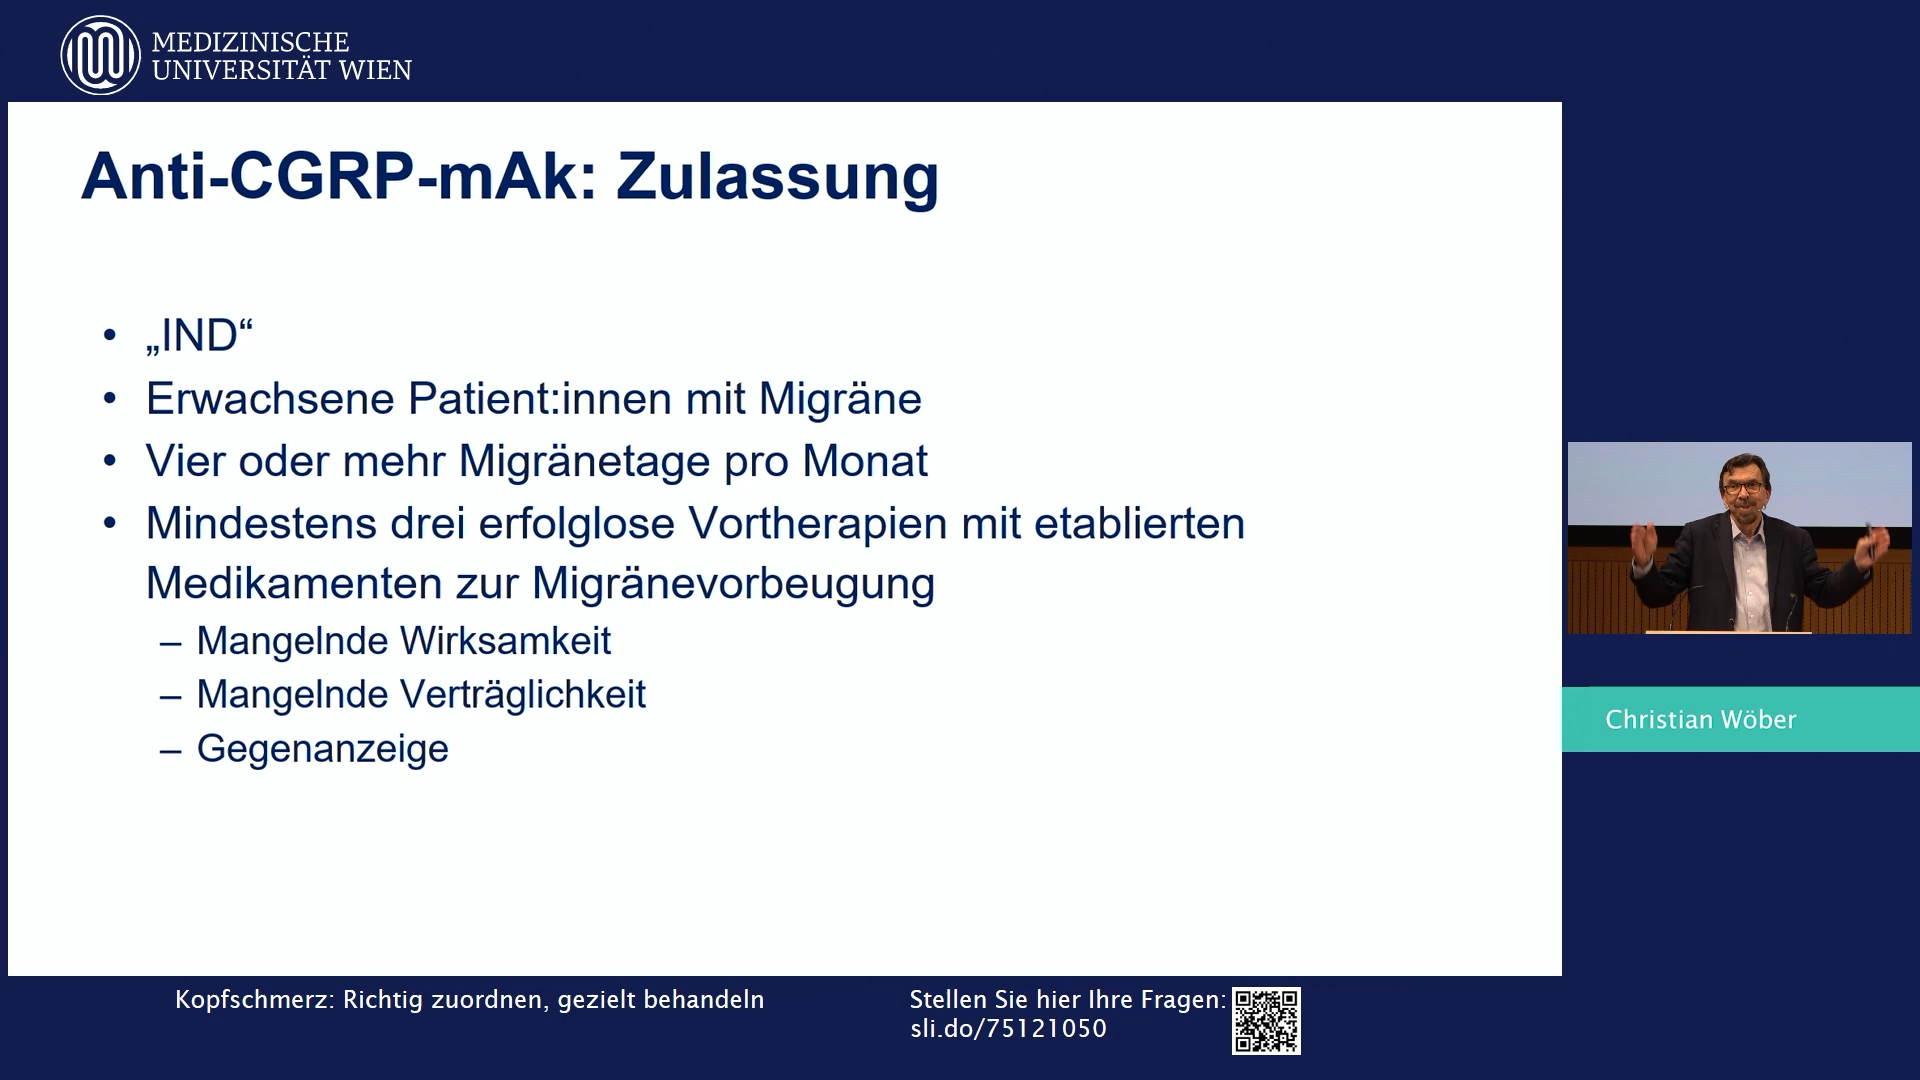 MEDIZINISCHE
UNIVERSITÄT WIEN
Anti-CGRP-mAk: Zulassung
• „IND“
• Erwachsene Patient:innen mit Migräne
• Vier oder mehr Migränetage pro Monat
• Mindestens drei erfolglose Vortherapien mit etablierten
Medikamenten zur Migränevorbeugung
– Mangelnde Wirksamkeit
– Mangelnde Verträglichkeit
– Gegenanzeige
Christian Wöber
Kopfschmerz: Richtig zuordnen, gezielt behandeln
Stellen Sie hier Ihre Fragen:
sli.do/75121050